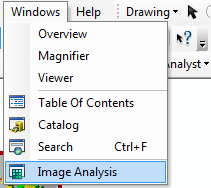 Windows Help Drawing
Overview
Magnifier
Viewer
Analyst
Table Of Contents
Catalog
Search Ctrl+F
Image Analysis